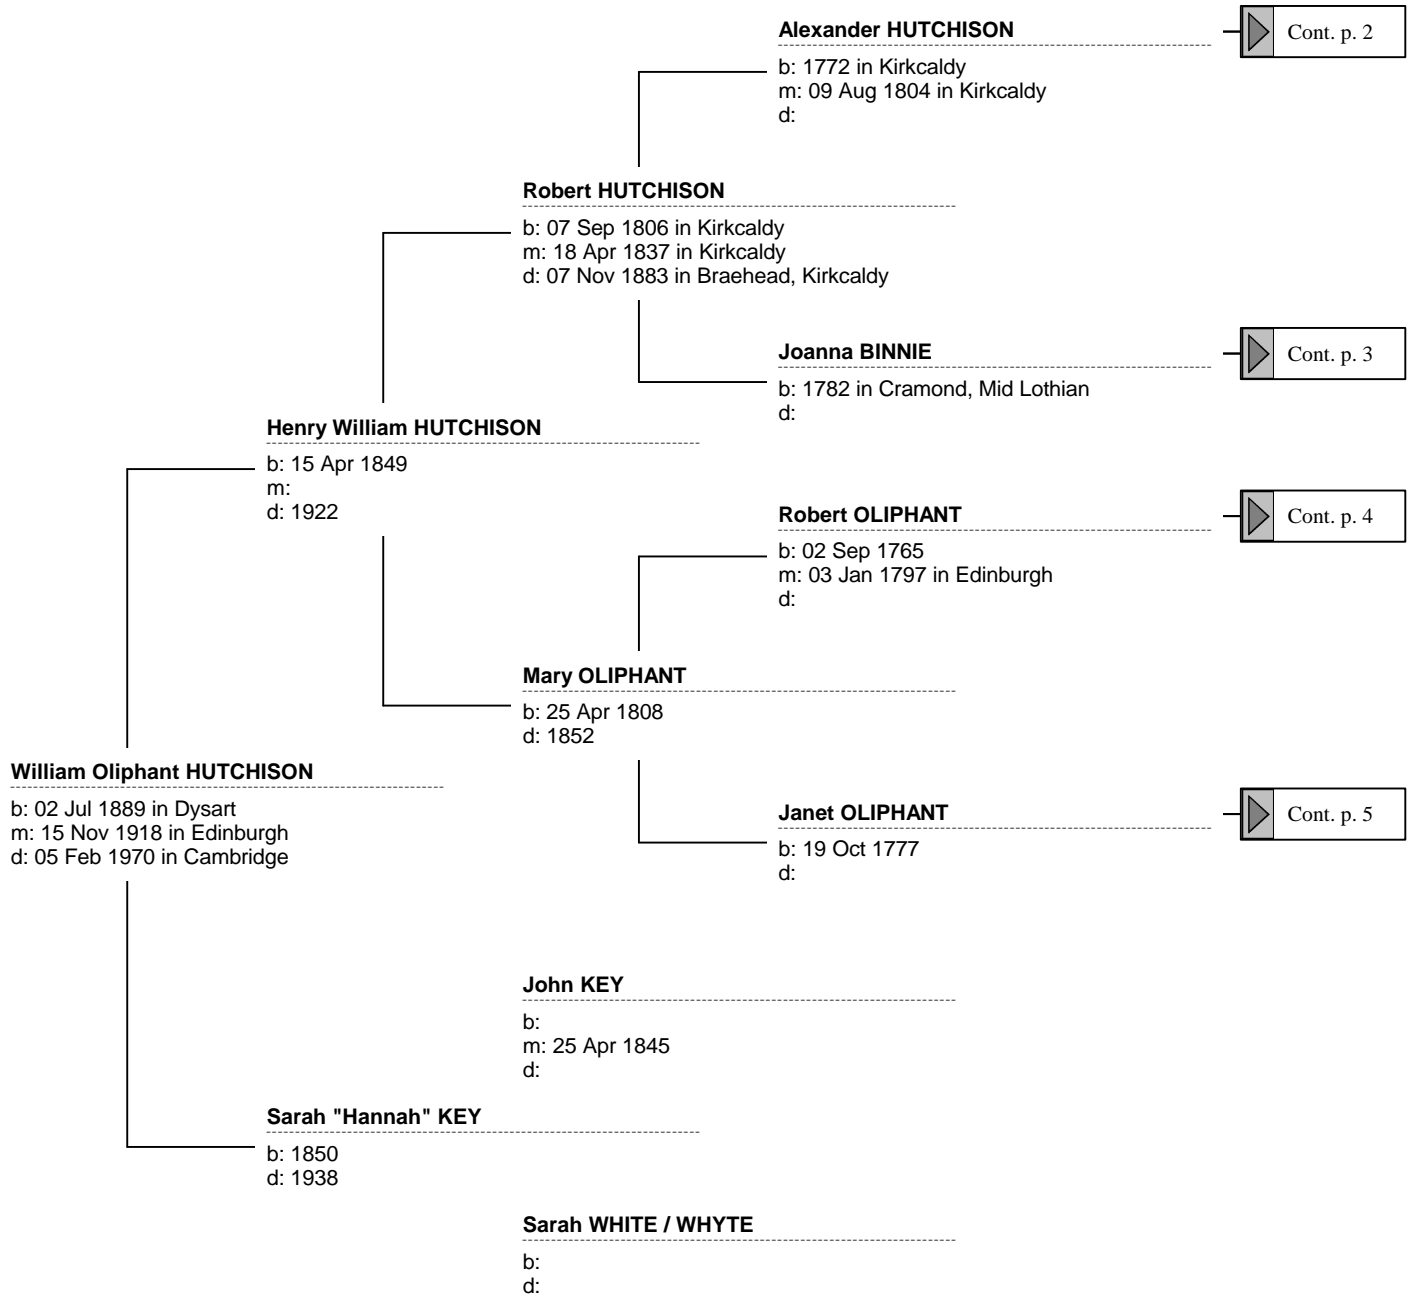 Alexander HUTCHISON
Cont. p. 2
b: 1772 in Kirkcaldy
m: 09 Aug 1804 in Kirkcaldy
d:
Robert HUTCHISON
b: 07 Sep 1806 in Kirkcaldy
m: 18 Apr 1837 in Kirkcaldy
d: 07 Nov 1883 in Braehead, Kirkcaldy
Joanna BINNIE
Cont. p. 3
b: 1782 in Cramond, Mid Lothian
d:
Henry William HUTCHISON
b: 15 Apr 1849
m:
d: 1922
Robert OLIPHANT
Cont. p. 4
b: 02 Sep 1765
m: 03 Jan 1797 in Edinburgh
d:
Mary OLIPHANT
b: 25 Apr 1808
d: 1852
William Oliphant HUTCHISON
b: 02 Jul 1889 in Dysart
m: 15 Nov 1918 in Edinburgh
d: 05 Feb 1970 in Cambridge
Janet OLIPHANT
Cont. p. 5
b: 19 Oct 1777
d:
John KEY
b:
m: 25 Apr 1845
d:
Sarah "Hannah" KEY
b: 1850
d: 1938
Sarah WHITE / WHYTE
b:
d: